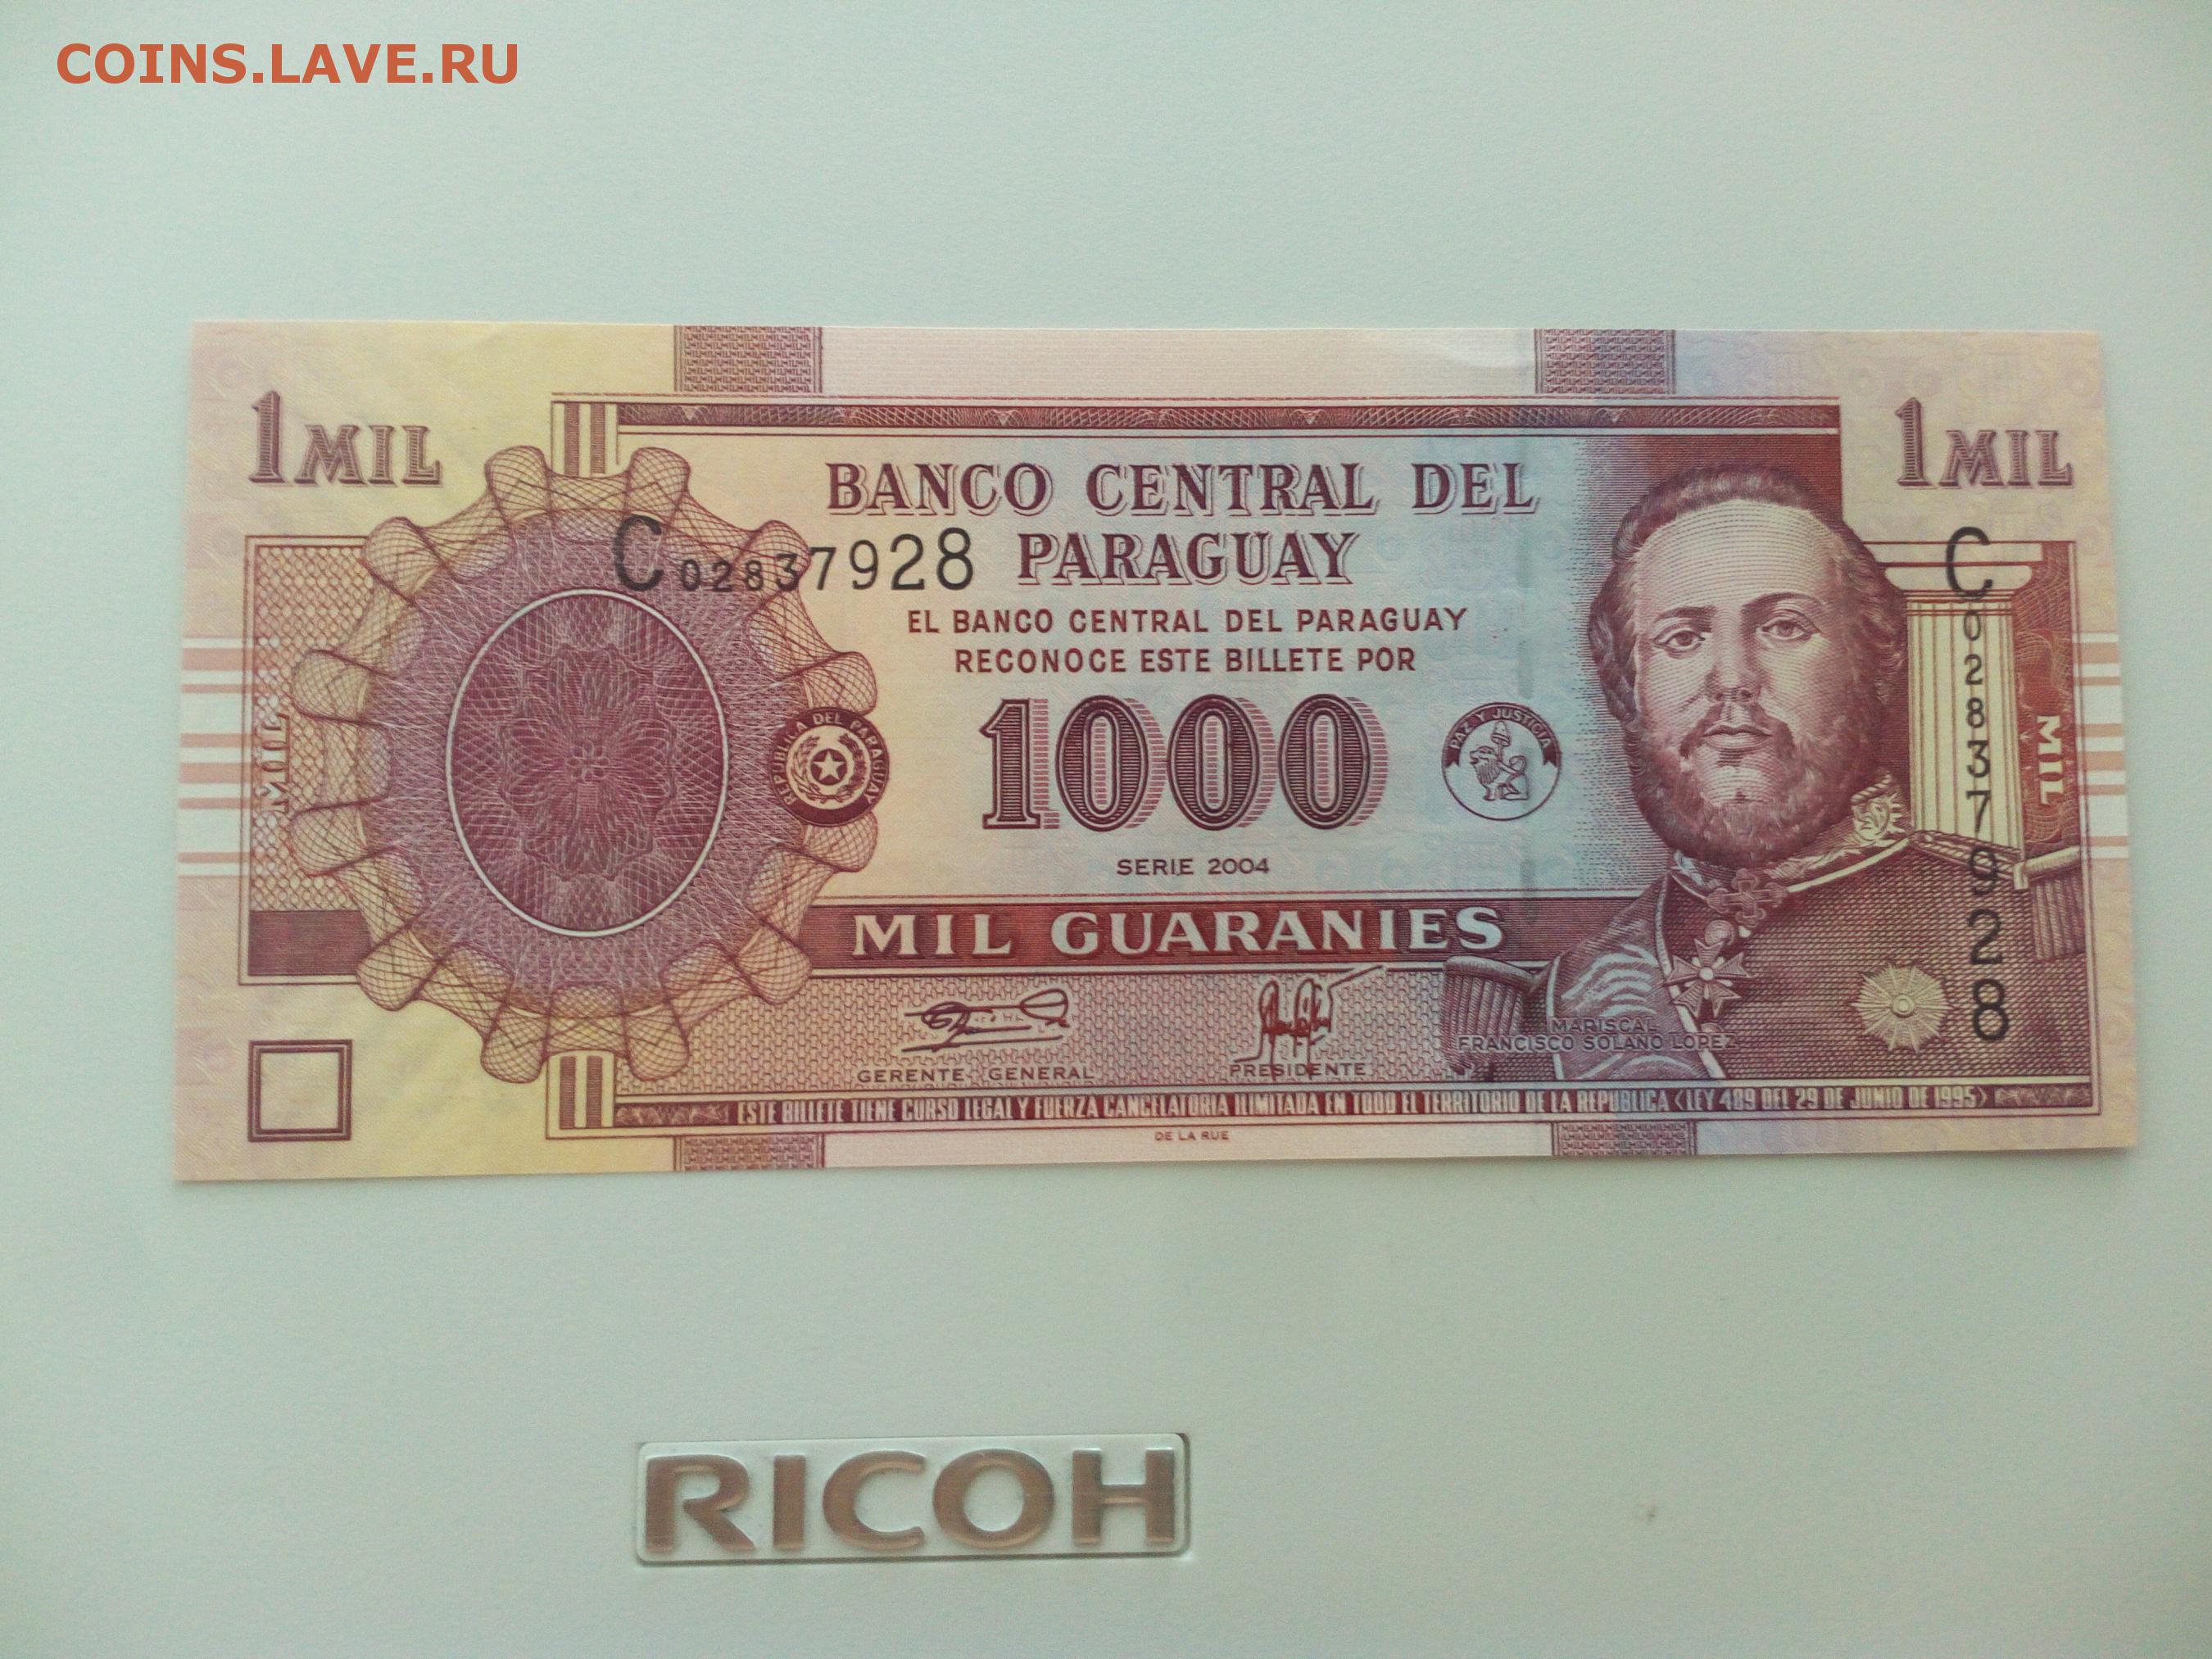 COINS.LAVE.RU
1 MIL
1 MIL
BANCO CENTRAL DEL
PARAGUAY
C02837928
C02837928
EL BANCO CENTRAL DEL PARAGUAY
RECONOCE ESTE BILLETE POR
MIL
REPUBLICA DEL PARAGUAY
1000
PAZ Y JUSTICIA
MIL
SERIE 2004
MIL GUARANIES
GERENTE GENERAL
PRESIDENTE
MARISCAL
FRANCISCO SOLANO LOPEZ
ESTE BILLETE TIENE CURSO LEGAL Y FUERZA CANCELATORIA ILIMITADA EN TODO EL TERRITORIO DE LA REPUBLICA (LEY 489 DEL 29 DE JUNIO DE 1995)
DE LA RUE
RICOH